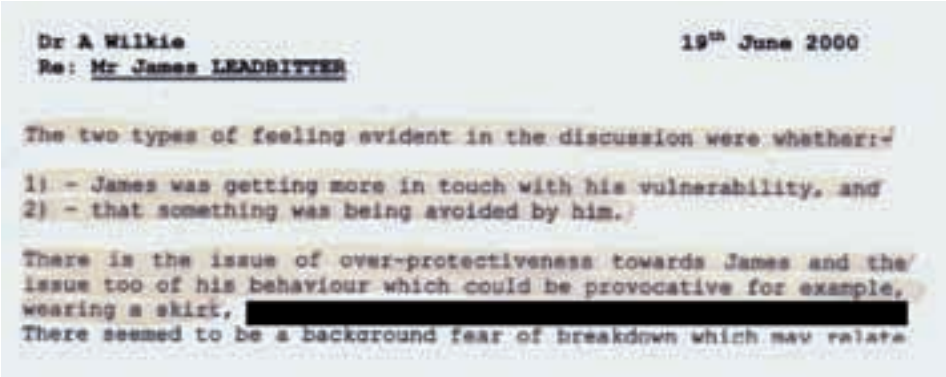 Dr A Wilkie 19th June 2000
Re: Mr James LEADBITTER
The two types of feeling evident in the discussion were whether:-
1) - James was getting more in touch with his vulnerability, and
2) - that something was being avoided by him.
There is the issue of over-protectiveness towards James and the
issue too of his behaviour which could be provocative for example,
wearing a skirt,
There seemed to be a background fear of breakdown which may relate